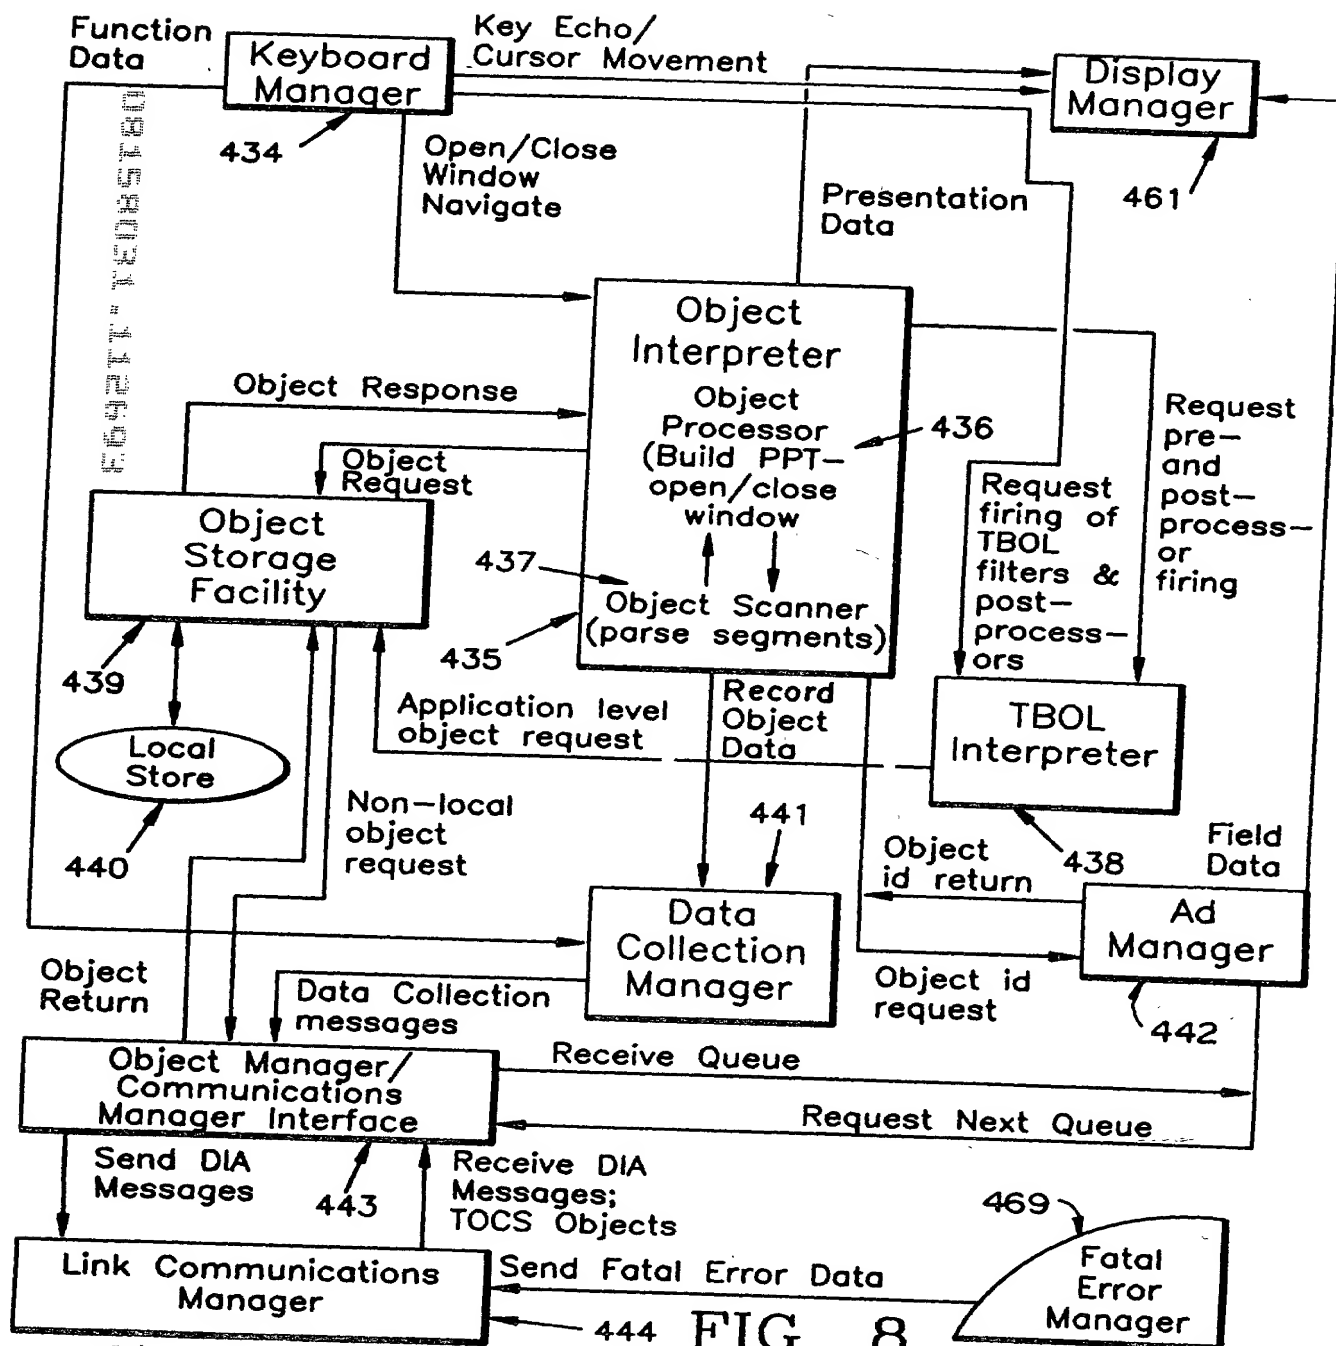 Function
Data
Keyboard
Manager
434
Key Echo/
Cursor Movement
Display
Manager
461
Open/Close
Window
Navigate
Presentation
Data
08158031.112693
Object
Interpreter
Object
Processor
(Build PPT-
open/close
window
436
437
Object Scanner
(parse segments)
435
Object Response
Object
Request
Object
Storage
Facility
439
Local
Store
440
Request
firing of
TBOL
filters &
post-
process-
ors
Request
pre-
and
post-
process-
or
firing
TBOL
Interpreter
438
Application level
object request
Record
Object
Data
Non-local
object
request
441
Data
Collection
Manager
Object
id return
Field
Data
Ad
Manager
442
Object id
request
Object
Return
Data Collection
messages
Object Manager/
Communications
Manager Interface
443
Receive Queue
Request Next Queue
Send DIA
Messages
Receive DIA
Messages;
TOCS Objects
Link Communications
Manager
444
Send Fatal Error Data
469
Fatal
Error
Manager
FIG. 8